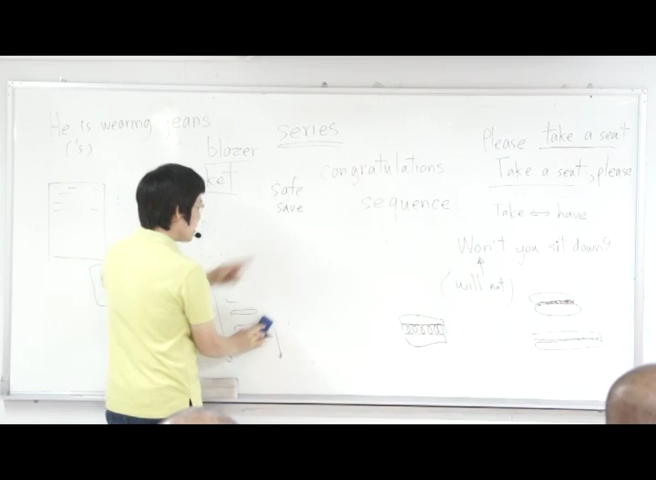 He is wearing jeans
('s)
blazer
ket
series
safe
save
congratulations
sequence
Please take a seat
Take a seat, please
Take ↔ have
Won't you sit down?
(will not)